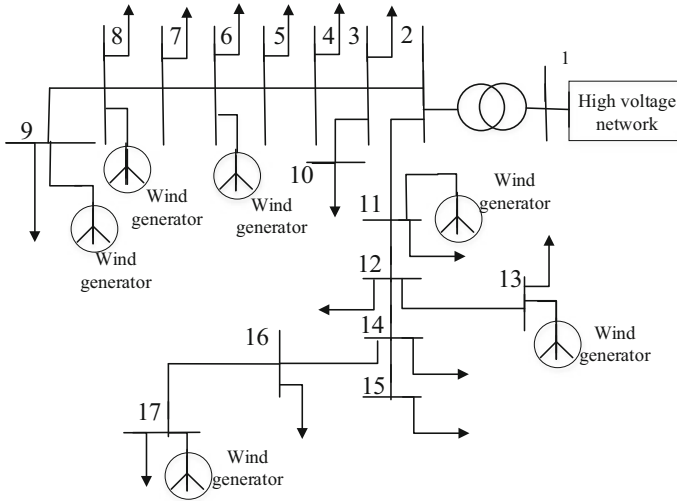 8
7
6
5
4
3
2
1
High voltage
network
9
10
Wind
generator
Wind
generator
Wind
generator
11
Wind
generator
12
13
14
16
Wind
generator
15
17
Wind
generator